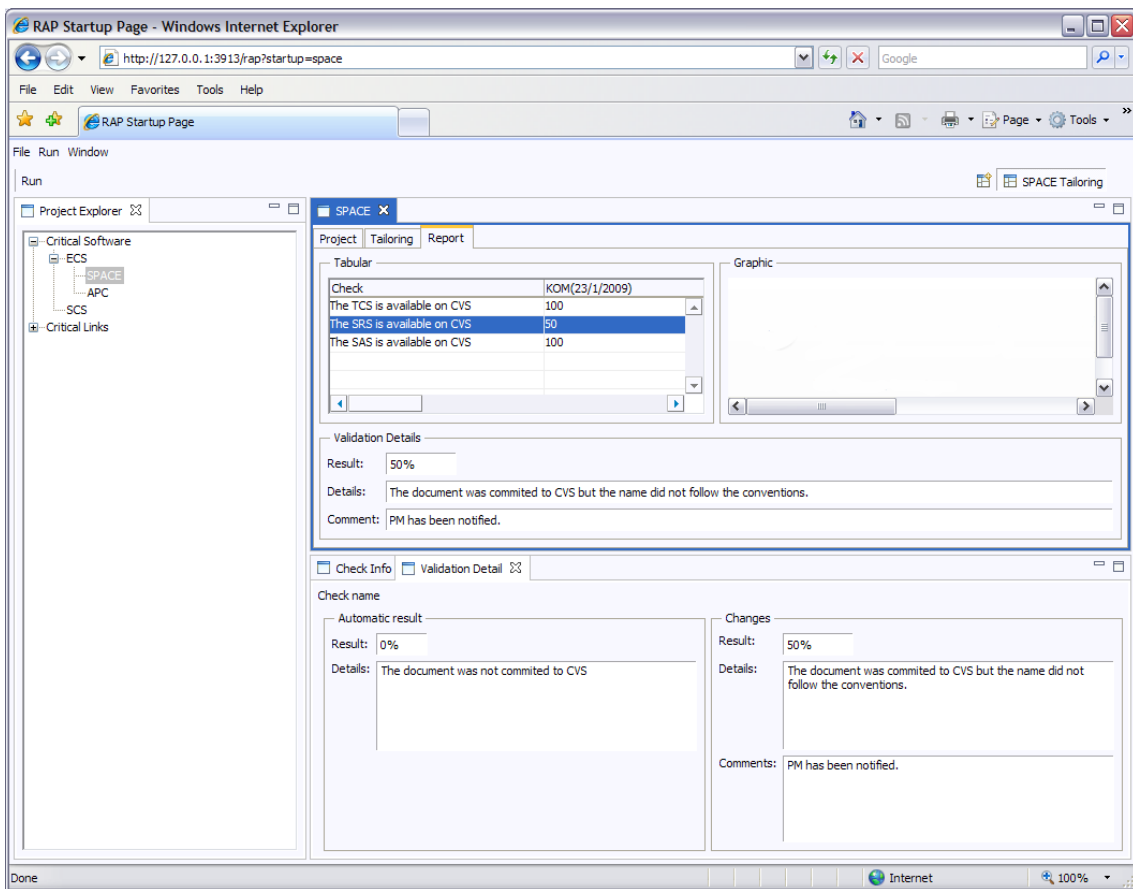 RAP Startup Page - Windows Internet Explorer
http://127.0.0.1:3913/rap?startup=space
Google
File Edit View Favorites Tools Help
RAP Startup Page
Page Tools »
File Run Window
Run
SPACE Tailoring
Project Explorer
Critical Software
ECS
SPACE
APC
SCS
Critical Links
SPACE
Project Tailoring Report
Tabular
Check KOM(23/1/2009)
The TCS is available on CVS 100
The SRS is available on CVS 50
The SAS is available on CVS 100
Graphic
Validation Details
Result: 50%
Details: The document was commited to CVS but the name did not follow the conventions.
Comment: PM has been notified.
Check Info Validation Detail
Check name
Automatic result
Result: 0%
Details: The document was not commited to CVS
Changes
Result: 50%
Details: The document was commited to CVS but the name did not
follow the conventions.
Comments: PM has been notified.
Done Internet 100%